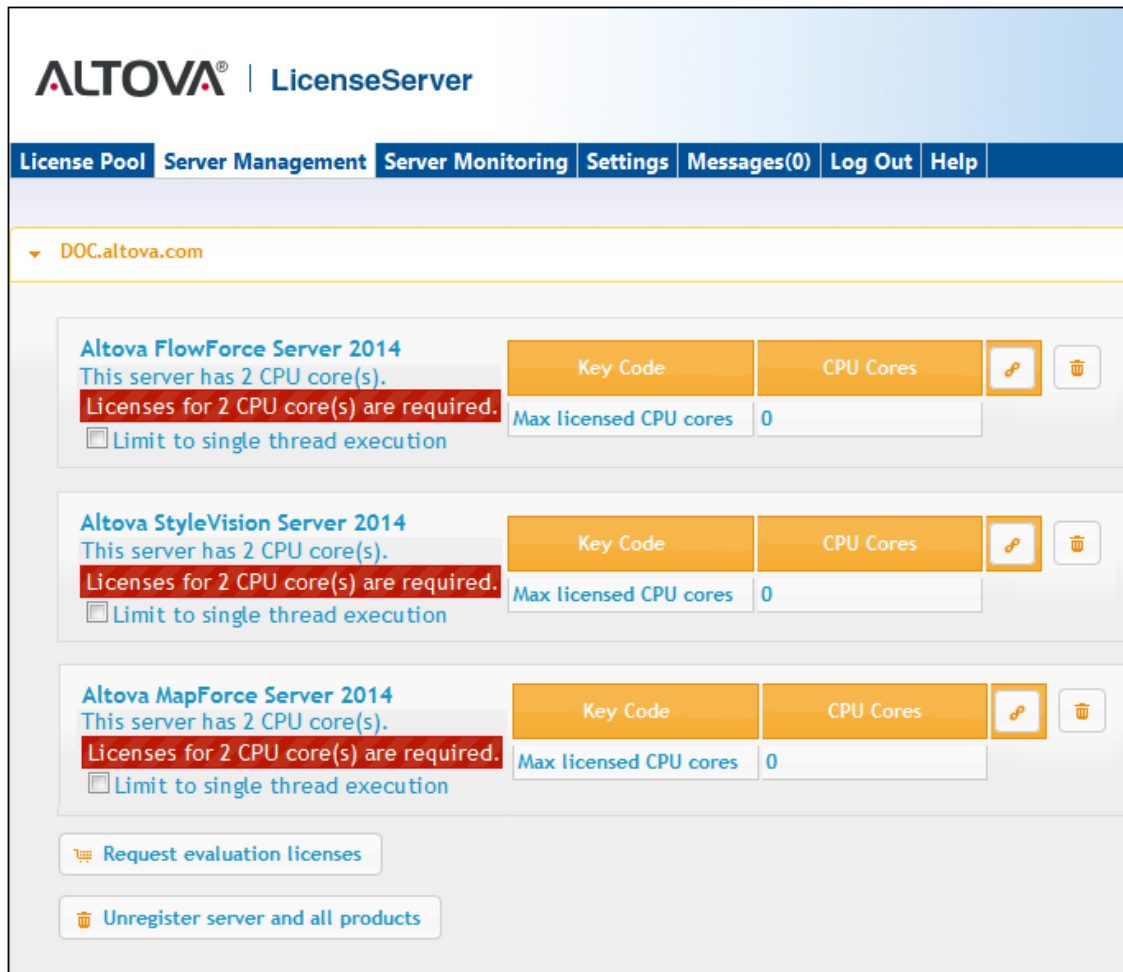 ALTOVA® | LicenseServer
License Pool Server Management Server Monitoring Settings Messages(0) Log Out Help
DOC.altova.com
Altova FlowForce Server 2014
This server has 2 CPU core(s).
Licenses for 2 CPU core(s) are required.
Limit to single thread execution
Key Code CPU Cores
Max licensed CPU cores 0
Altova StyleVision Server 2014
This server has 2 CPU core(s).
Licenses for 2 CPU core(s) are required.
Limit to single thread execution
Key Code CPU Cores
Max licensed CPU cores 0
Altova MapForce Server 2014
This server has 2 CPU core(s).
Licenses for 2 CPU core(s) are required.
Limit to single thread execution
Key Code CPU Cores
Max licensed CPU cores 0
Request evaluation licenses
Unregister server and all products